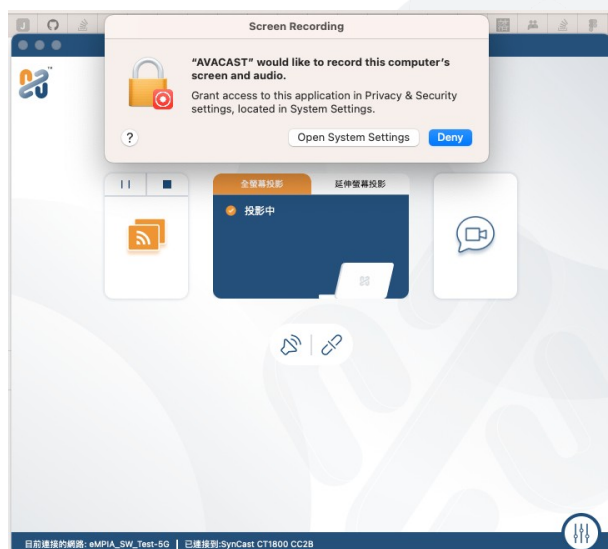 Screen Recording
“AVACAST” would like to record this computer’s
screen and audio.
Grant access to this application in Privacy & Security
settings, located in System Settings.
?
Open System Settings
Deny
全螢幕投影
延伸螢幕投影
投影中
目前連接的網路: eMPIA_SW_Test-5G | 已連接到:SynCast CT1800 CC2B